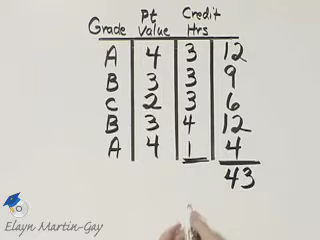 Grade Pt Value Credit Hrs
A 4 3 12
B 3 3 9
C 2 3 6
B 3 4 12
A 4 1 4
43
Elayn Martin-Gay